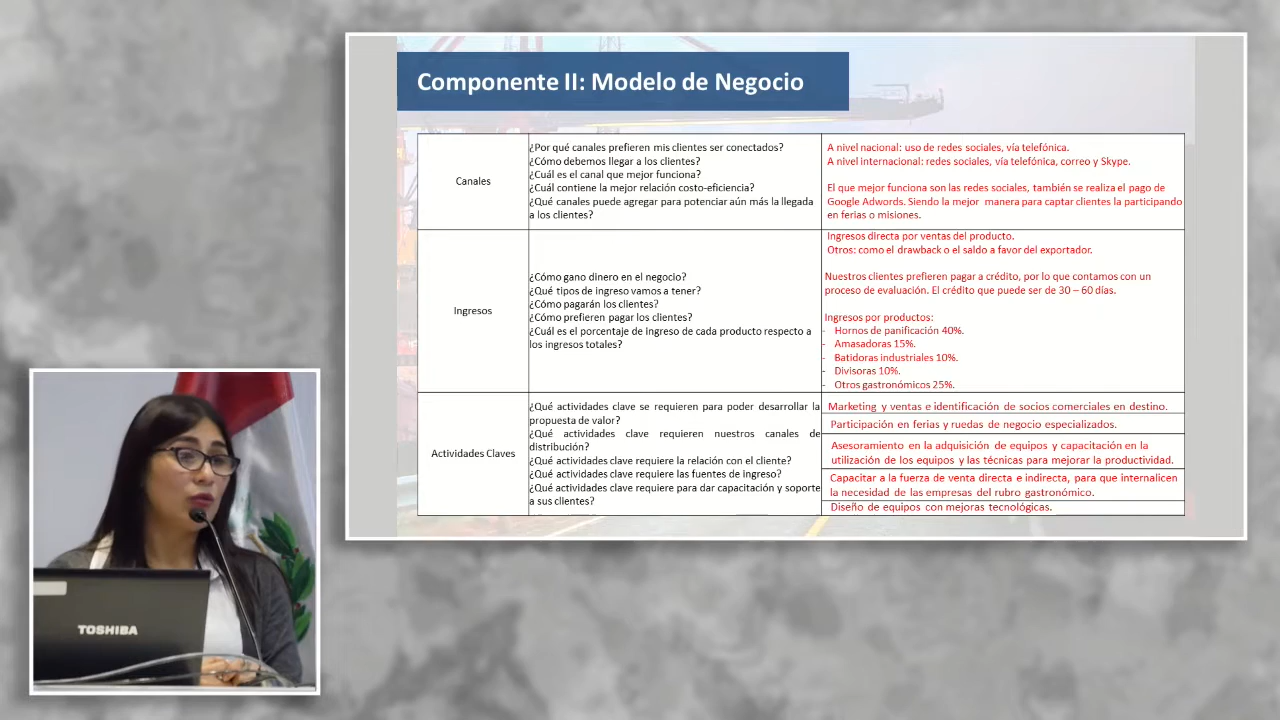 Componente II: Modelo de Negocio
Canales
¿Por qué canales prefieren mis clientes ser conectados?
¿Cómo debemos llegar a los clientes?
¿Cuál es el canal que mejor funciona?
¿Cuál contiene la mejor relación costo-eficiencia?
¿Qué canales puede agregar para potenciar aún más la llegada
a los clientes?
A nivel nacional: uso de redes sociales, vía telefónica.
A nivel internacional: redes sociales, vía telefónica, correo y Skype.
El que mejor funciona son las redes sociales, también se realiza el pago de
Google Adwords. Siendo la mejor manera para captar clientes la participando
en ferias o misiones.
Ingresos
¿Cómo gano dinero en el negocio?
¿Qué tipos de ingreso vamos a tener?
¿Cómo pagarán los clientes?
¿Cómo prefieren pagar los clientes?
¿Cuál es el porcentaje de ingreso de cada producto respecto a
los ingresos totales?
Ingresos directa por ventas del producto.
Otros: como el drawback o el saldo a favor del exportador.
Nuestros clientes prefieren pagar a crédito, por lo que contamos con un
proceso de evaluación. El crédito que puede ser de 30 – 60 días.
Ingresos por productos:
- Hornos de panificación 40%.
- Amasadoras 15%.
- Batidoras industriales 10%.
- Divisoras 10%.
- Otros gastronómicos 25%.
Actividades Claves
¿Qué actividades clave se requieren para poder desarrollar la
propuesta de valor?
¿Qué actividades clave requieren nuestros canales de
distribución?
¿Qué actividades clave requiere la relación con el cliente?
¿Qué actividades clave requiere las fuentes de ingreso?
¿Qué actividades clave requiere para dar capacitación y soporte
a sus clientes?
Marketing y ventas e identificación de socios comerciales en destino.
Participación en ferias y ruedas de negocio especializados.
Asesoramiento en la adquisición de equipos y capacitación en la
utilización de los equipos y las técnicas para mejorar la productividad.
Capacitar a la fuerza de venta directa e indirecta, para que internalicen
la necesidad de las empresas del rubro gastronómico.
Diseño de equipos con mejoras tecnológicas.
TOSHIBA